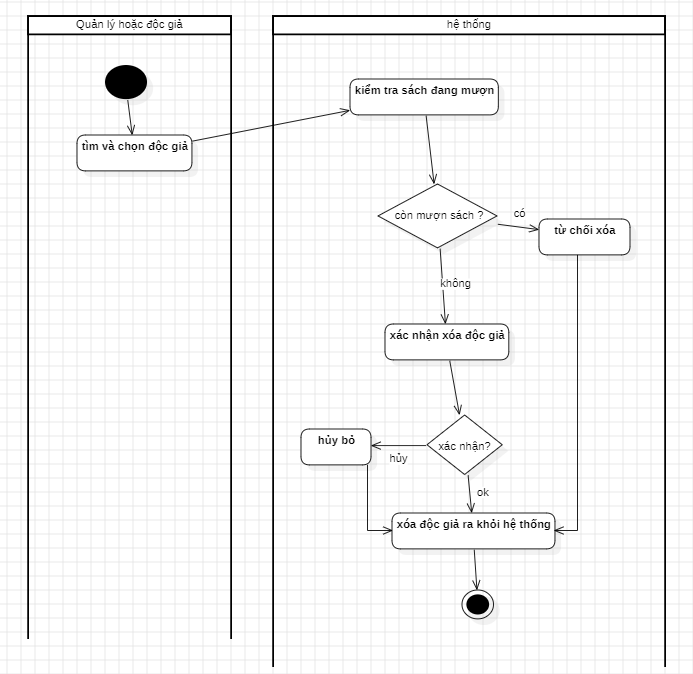 Quản lý hoặc độc giả
hệ thống
kiểm tra sách đang mượn
tìm và chọn độc giả
còn mượn sách ?
có
từ chối xóa
không
xác nhận xóa độc giả
hủy bỏ
xác nhận?
hủy
ok
xóa độc giả ra khỏi hệ thống